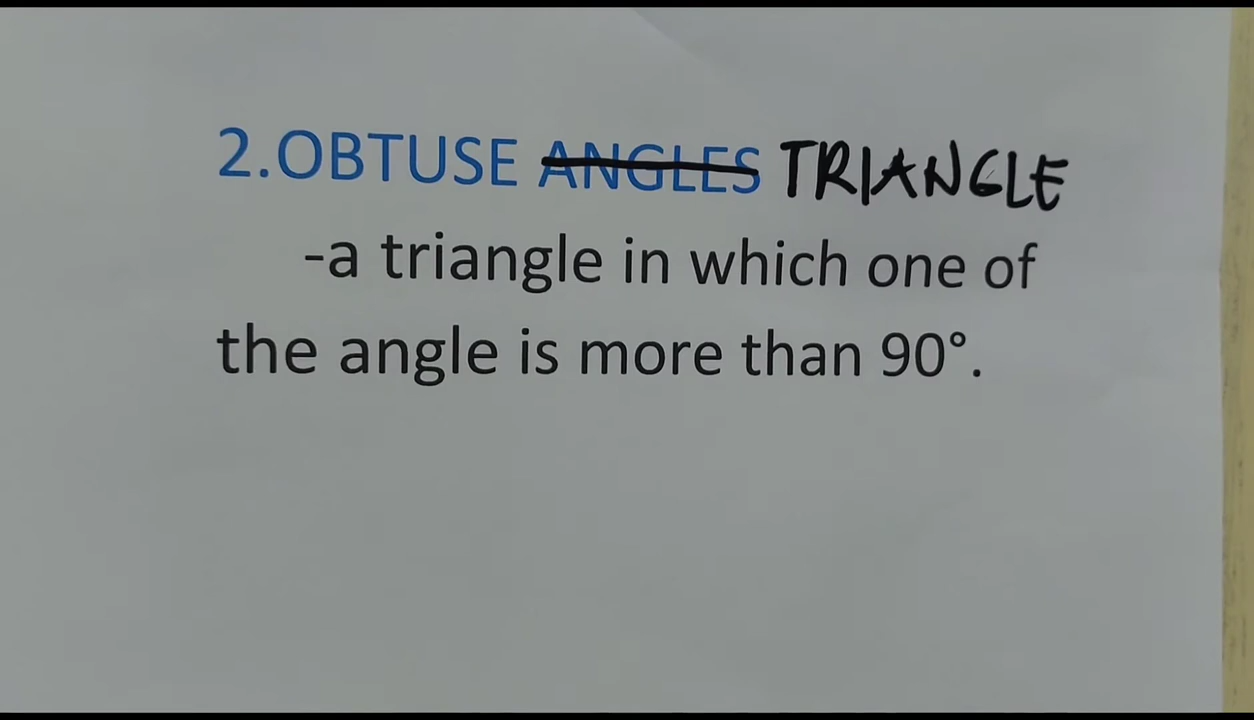 2.OBTUSE ANGLES TRIANGLE
-a triangle in which one of
the angle is more than 90°.